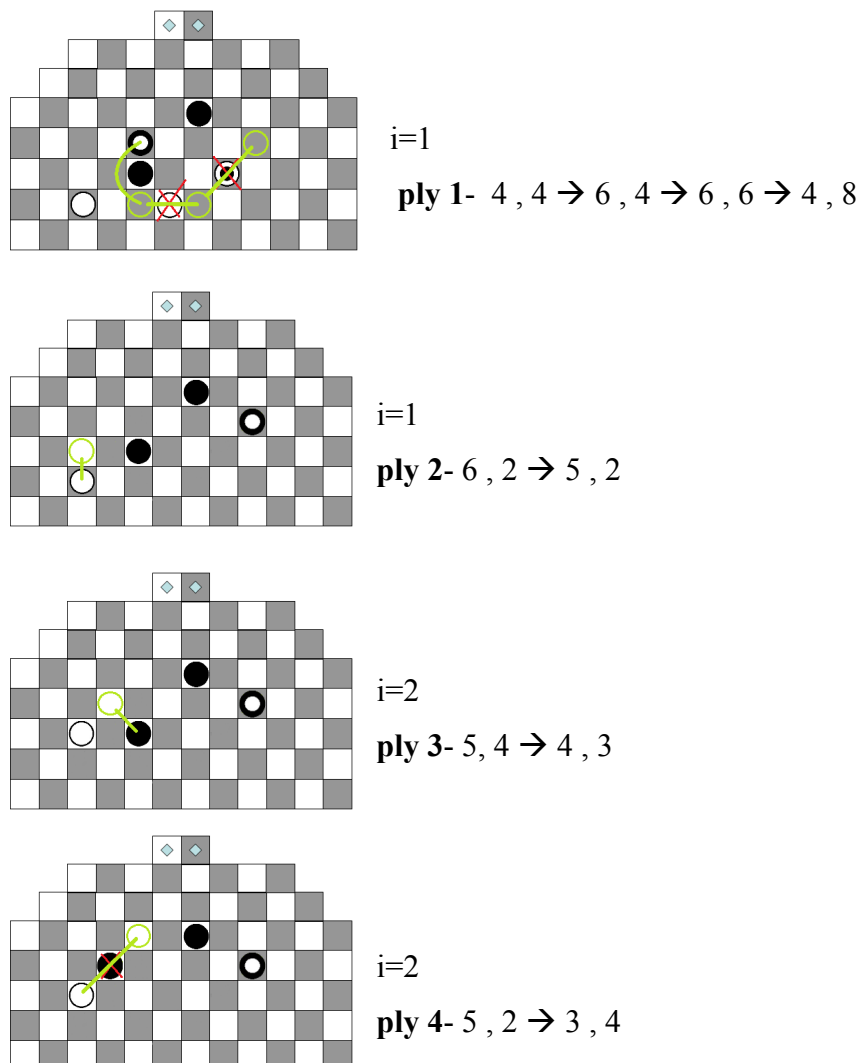 i=1
ply 1- 4, 4 → 6 , 4 → 6, 6 → 4 , 8
i=1
ply 2- 6 , 2 → 5 , 2
i=2
ply 3- 5, 4 → 4 , 3
i=2
ply 4- 5 , 2 → 3 , 4